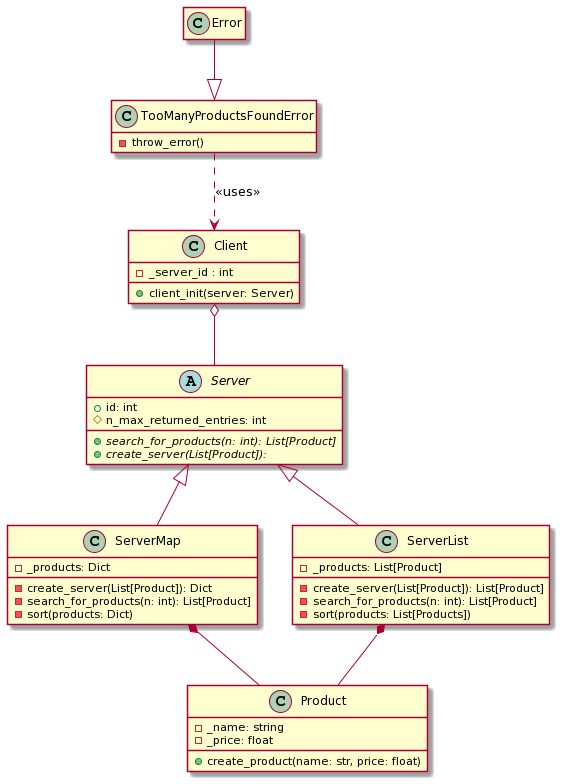 C Error
C TooManyProductsFoundError
throw_error()
«uses»
C Client
_server_id : int
client_init(server: Server)
A Server
id: int
n_max_returned_entries: int
search_for_products(n: int): List[Product]
create_server(List[Product]):
C ServerMap
_products: Dict
create_server(List[Product]): Dict
search_for_products(n: int): List[Product]
sort(products: Dict)
C ServerList
_products: List[Product]
create_server(List[Product]): List[Product]
search_for_products(n: int): List[Product]
sort(products: List[Products])
C Product
_name: string
_price: float
create_product(name: str, price: float)